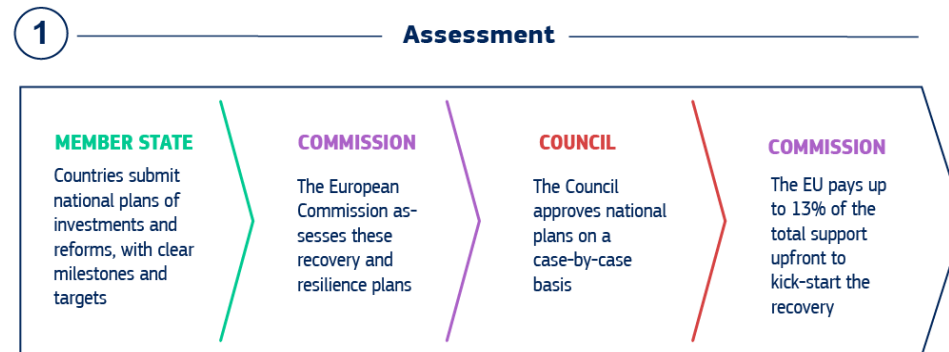 1
Assessment
MEMBER STATE
Countries submit
national plans of
investments and
reforms, with clear
milestones and
targets
COMMISSION
The European
Commission as-
sesses these
recovery and
resilience plans
COUNCIL
The Council
approves national
plans on a
case-by-case
basis
COMMISSION
The EU pays up
to 13% of the
total support
upfront to
kick-start the
recovery